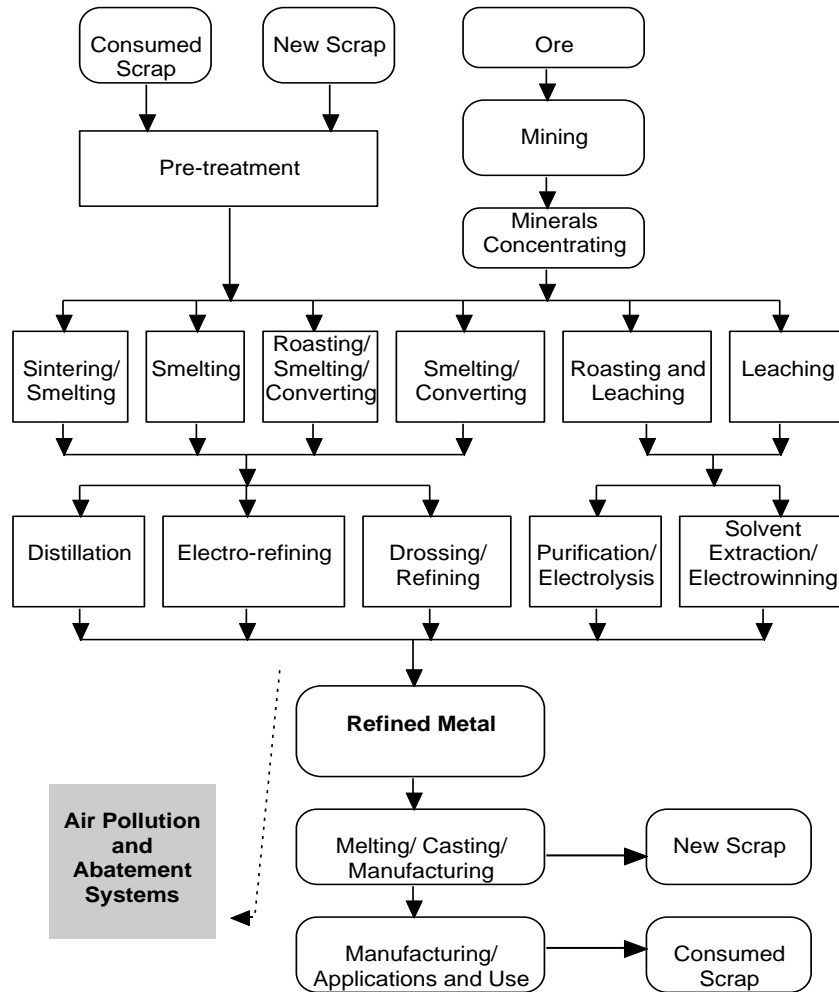 Consumed
Scrap
New Scrap
Ore
Mining
Pre-treatment
Minerals
Concentrating
Sintering/
Smelting
Smelting
Roasting/
Smelting/
Converting
Smelting/
Converting
Roasting and
Leaching
Leaching
Distillation
Electro-refining
Drossing/
Refining
Purification/
Electrolysis
Solvent
Extraction/
Electrowinning
Refined Metal
Air Pollution
and
Abatement
Systems
Melting/ Casting/
Manufacturing
New Scrap
Manufacturing/
Applications and Use
Consumed
Scrap